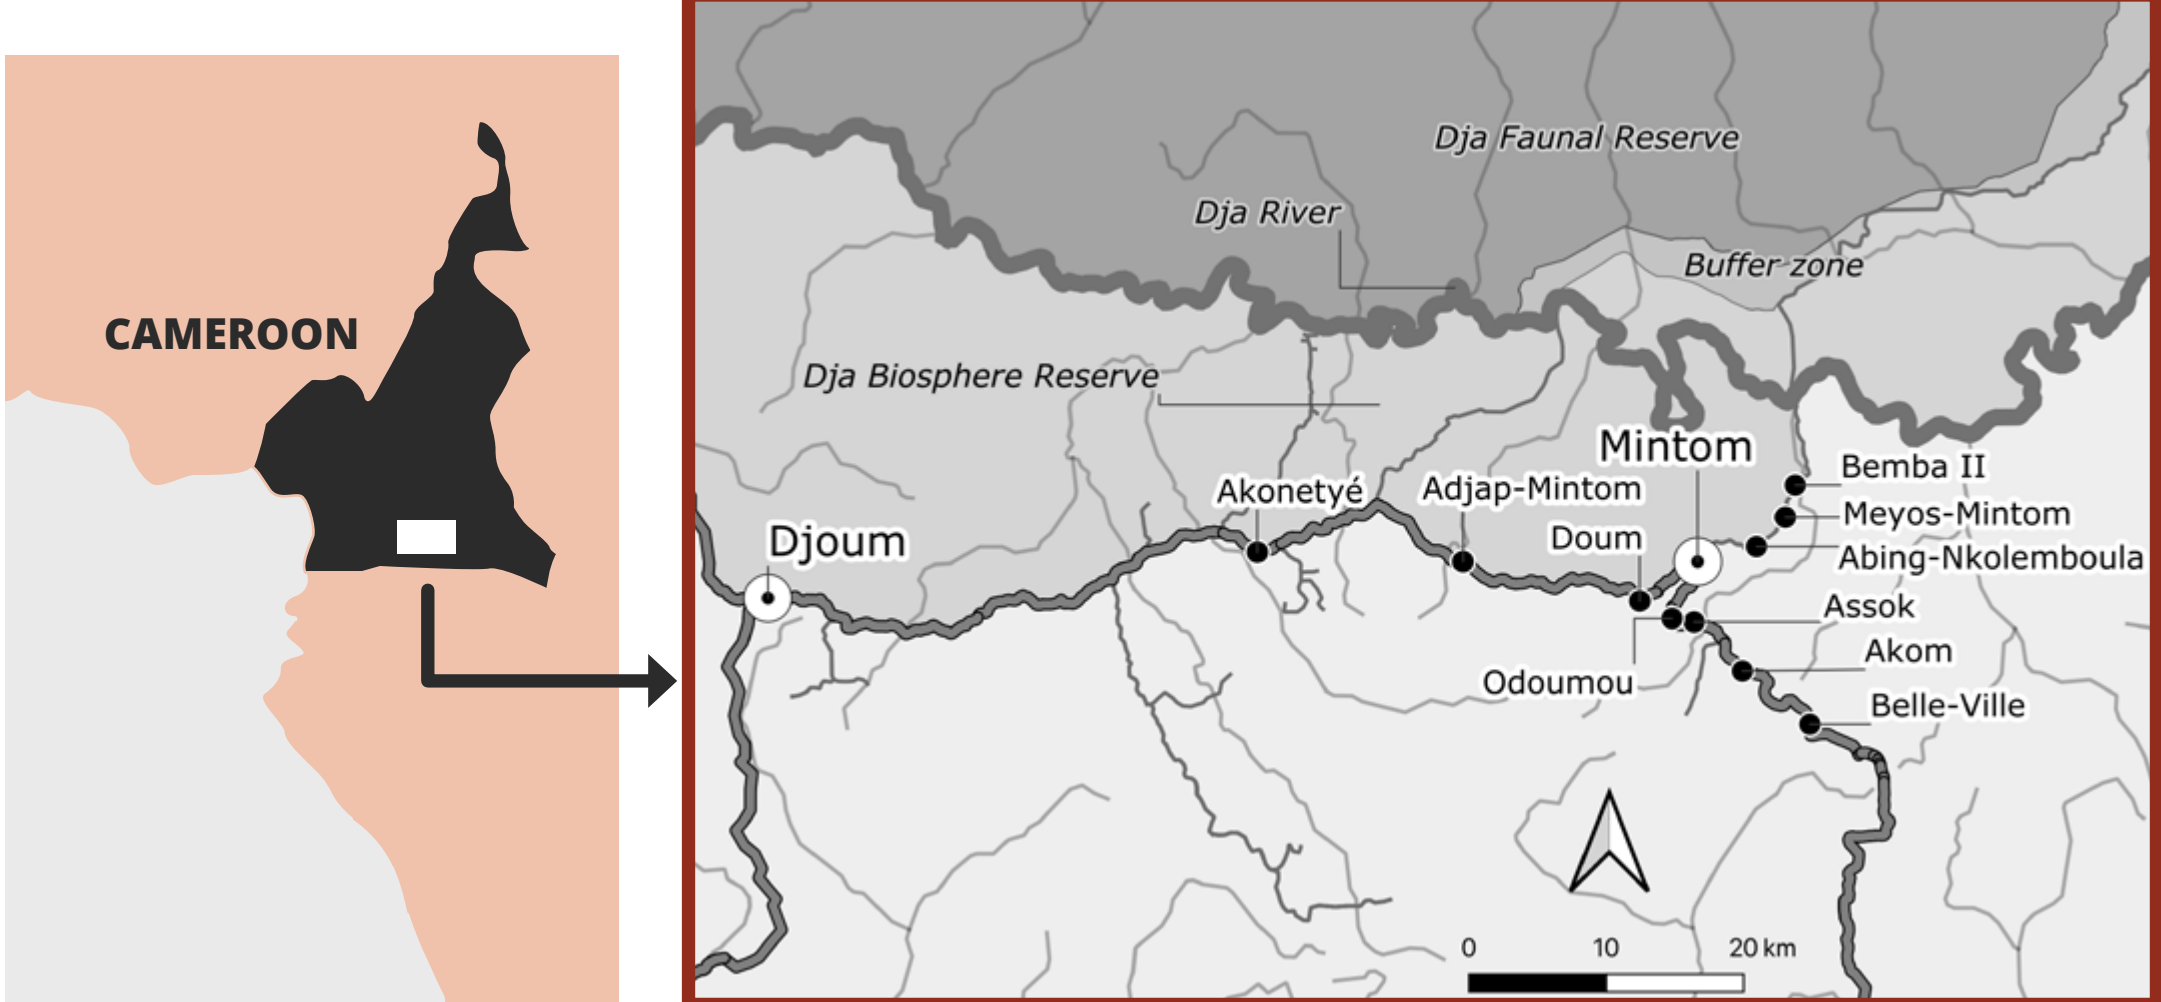 CAMEROON
Dja Faunal Reserve
Dja River
Buffer zone
Dja Biosphere Reserve
Mintom
Bemba II
Akonetyé
Adjap-Mintom
Meyos-Mintom
Djoum
Doum
Abing-Nkolemboula
Assok
Akom
Odoumou
Belle-Ville
0 10 20 km